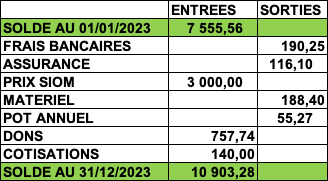 ENTREES SORTIES
SOLDE AU 01/01/2023 7 555,56
FRAIS BANCAIRES 190,25
ASSURANCE 116,10
PRIX SIOM 3 000,00
MATERIEL 188,40
POT ANNUEL 55,27
DONS 757,74
COTISATIONS 140,00
SOLDE AU 31/12/2023 10 903,28